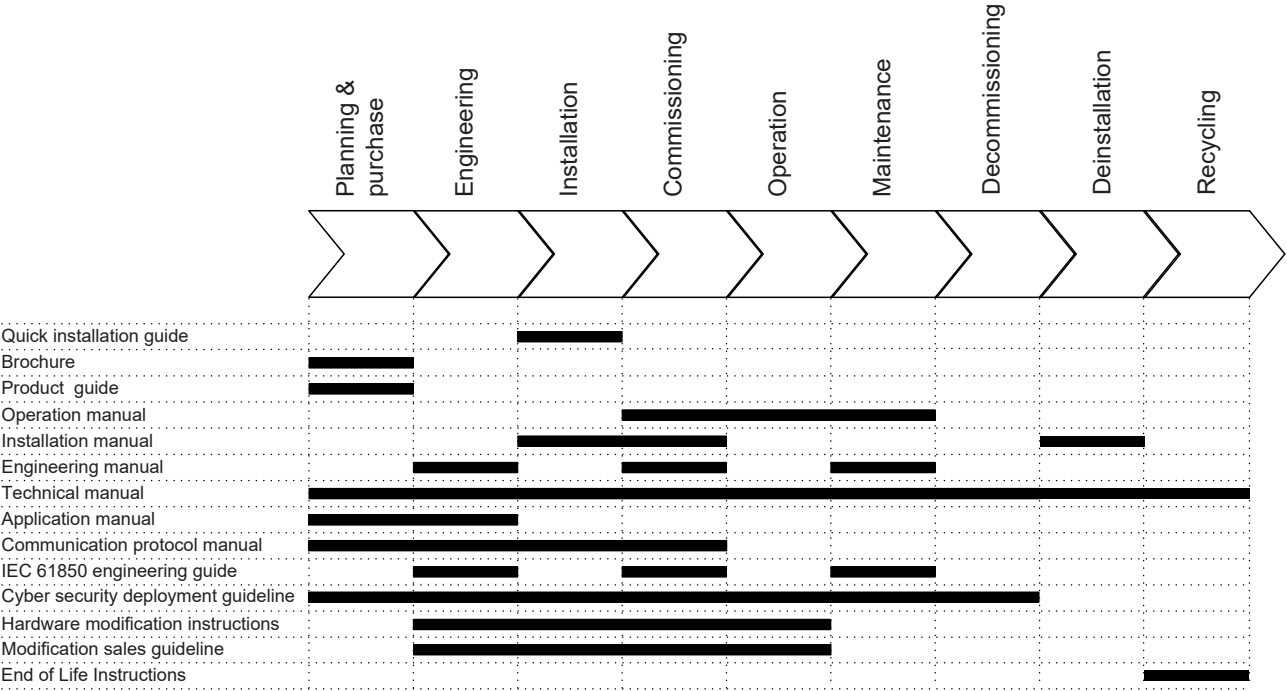 Planning &
purchase
Engineering
Installation
Commissioning
Operation
Maintenance
Decommissioning
Deinstallation
Recycling
Quick installation guide
Brochure
Product guide
Operation manual
Installation manual
Engineering manual
Technical manual
Application manual
Communication protocol manual
IEC 61850 engineering guide
Cyber security deployment guideline
Hardware modification instructions
Modification sales guideline
End of Life Instructions